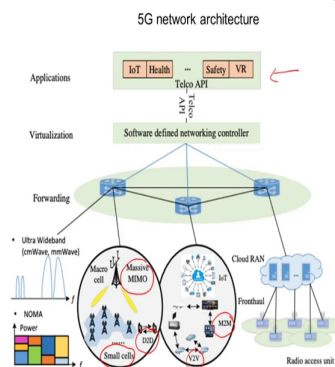 5G network architecture
Applications
IoT Health ... Safety VR
Telco API
Telco
API
Virtualization
Software defined networking controller
Forwarding
• Ultra Wideband
(cmWave, mmWave)
f
• NOMA
Power
f
Macro
cell
Massive
MIMO
D2D
Small cells
IoT
M2M
V2V
Cloud RAN
...
Fronthaul
Radio access unit